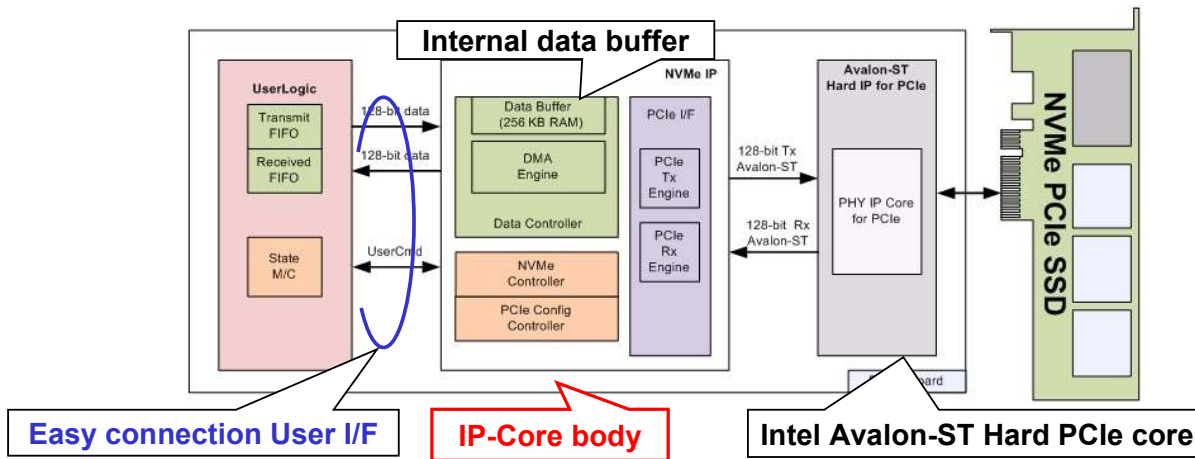 Internal data buffer
UserLogic
Transmit
FIFO
Received
FIFO
State
M/C
128-bit data
128-bit data
UserCmd
NVMe IP
Data Buffer
(256 KB RAM)
DMA
Engine
Data Controller
NVMe
Controller
PCIe Config
Controller
PCIe I/F
PCIe
Tx
Engine
PCIe
Rx
Engine
128-bit Tx
Avalon-ST
128-bit Rx
Avalon-ST
Avalon-ST
Hard IP for PCIe
PHY IP Core
for PCIe
NVMe PCIe SSD
Easy connection User I/F
IP-Core body
Intel Avalon-ST Hard PCIe core